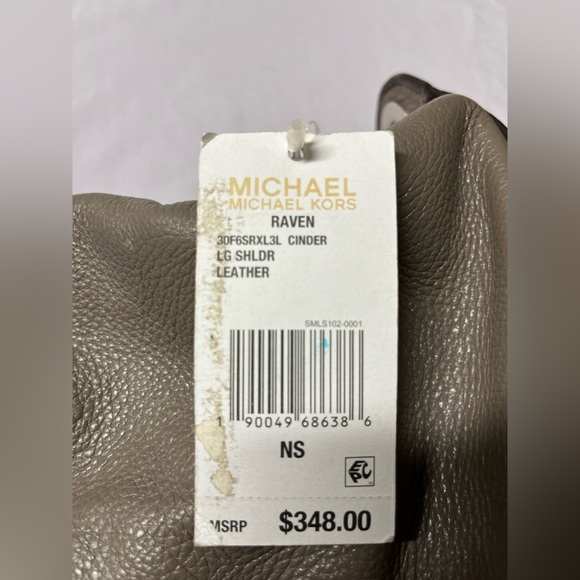 MICHAEL
MICHAEL KORS
RAVEN
30F6SRXL3L CINDER
LG SHLDR
LEATHER
SMLS102-0001
1 90049 68638 6
NS
EPC
MSRP $348.00